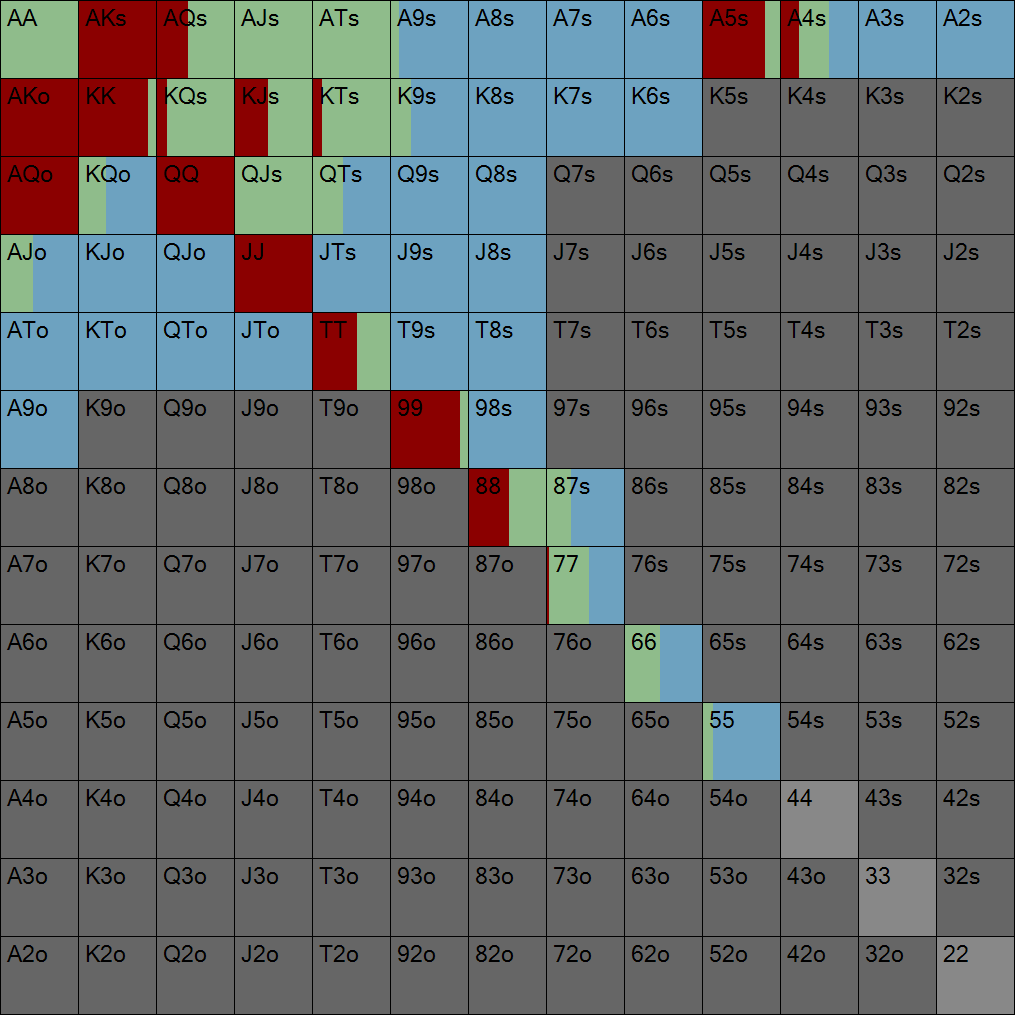 AA AKs AQs AJs ATs A9s A8s A7s A6s A5s A4s A3s A2s
AKo KK KQs KJs KTs K9s K8s K7s K6s K5s K4s K3s K2s
AQo KQo QQ QJs QTs Q9s Q8s Q7s Q6s Q5s Q4s Q3s Q2s
AJo KJo QJo JJ JTs J9s J8s J7s J6s J5s J4s J3s J2s
ATo KTo QTo JTo TT T9s T8s T7s T6s T5s T4s T3s T2s
A9o K9o Q9o J9o T9o 99 98s 97s 96s 95s 94s 93s 92s
A8o K8o Q8o J8o T8o 98o 88 87s 86s 85s 84s 83s 82s
A7o K7o Q7o J7o T7o 97o 87o 77 76s 75s 74s 73s 72s
A6o K6o Q6o J6o T6o 96o 86o 76o 66 65s 64s 63s 62s
A5o K5o Q5o J5o T5o 95o 85o 75o 65o 55 54s 53s 52s
A4o K4o Q4o J4o T4o 94o 84o 74o 64o 54o 44 43s 42s
A3o K3o Q3o J3o T3o 93o 83o 73o 63o 53o 43o 33 32s
A2o K2o Q2o J2o T2o 92o 82o 72o 62o 52o 42o 32o 22